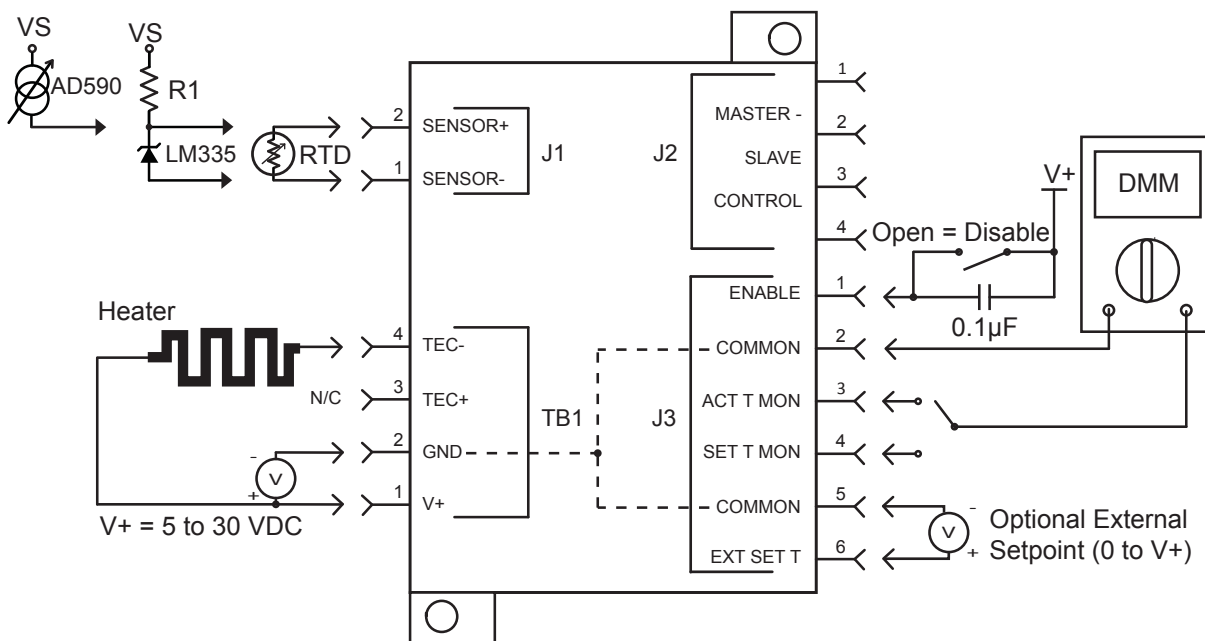 VS
AD590
VS
R1
LM335
RTD
2
SENSOR+
1
SENSOR-
J1
Heater
4
TEC-
N/C
3
TEC+
2
GND
1
V+
TB1
-
V
+
V+ = 5 to 30 VDC
J2
1
MASTER -
2
SLAVE
3
CONTROL
4
J3
ENABLE
1
COMMON
2
ACT T MON
3
SET T MON
4
COMMON
5
EXT SET T
6
Open = Disable
V+
0.1µF
DMM
-
V
+
Optional External
Setpoint (0 to V+)